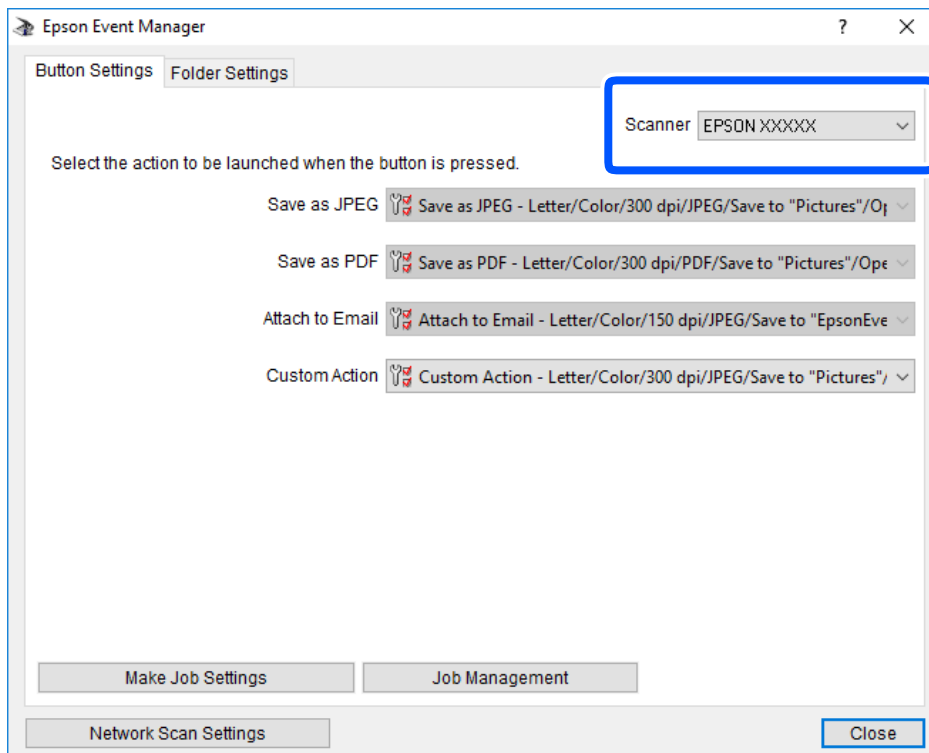 Epson Event Manager
?
Button Settings Folder Settings
Scanner EPSON XXXXX
Select the action to be launched when the button is pressed.
Save as JPEG Save as JPEG - Letter/Color/300 dpi/JPEG/Save to "Pictures"/Op
Save as PDF Save as PDF - Letter/Color/300 dpi/PDF/Save to "Pictures"/Ope
Attach to Email Attach to Email - Letter/Color/150 dpi/JPEG/Save to "EpsonEve
Custom Action Custom Action - Letter/Color/300 dpi/JPEG/Save to "Pictures"/
Make Job Settings Job Management
Network Scan Settings Close